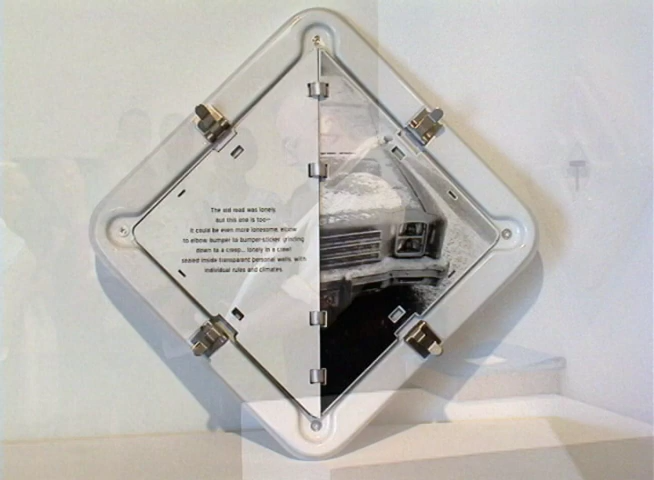 The old road was lonely
but this one is too—
it could be even more lonesome, elbow
to elbow bumper to bumper-sticker grinding
down to a creep... lonely in a crawl
sealed inside transparent personal wells, with
individual rules and climates.